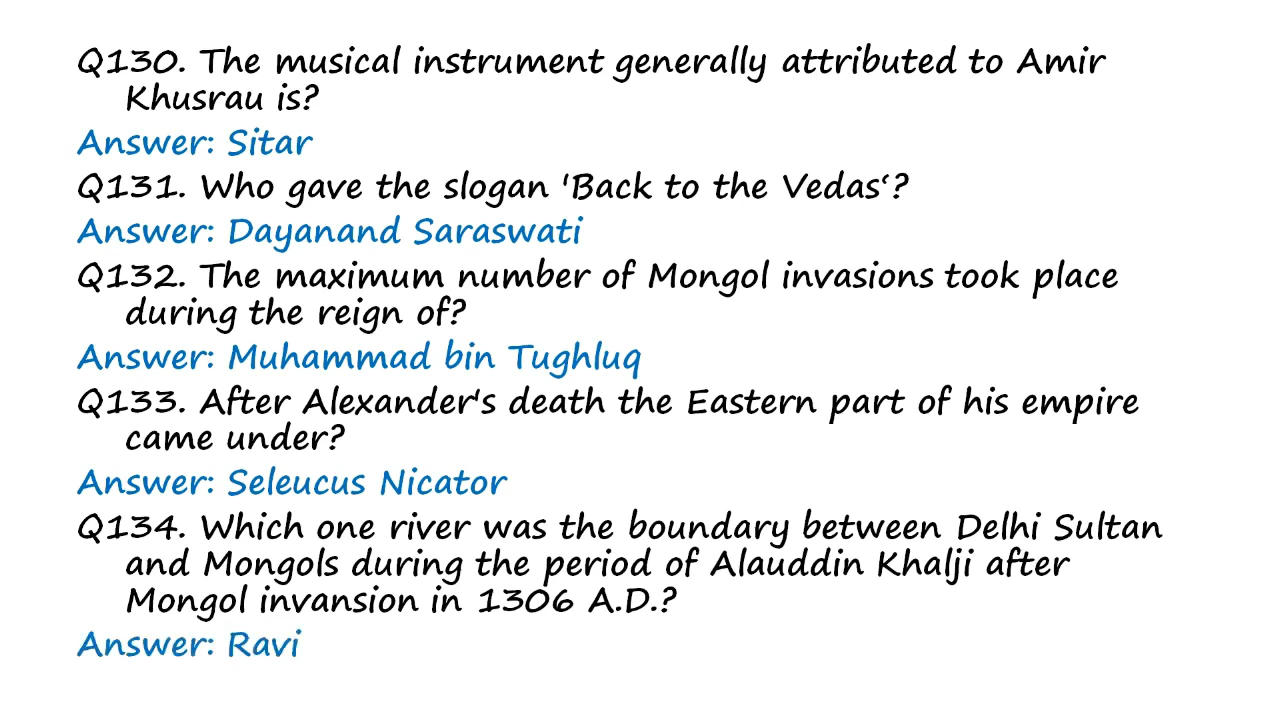 Q130. The musical instrument generally attributed to Amir
Khusrau is?
Answer: Sitar
Q131. Who gave the slogan 'Back to the Vedas‘?
Answer: Dayanand Saraswati
Q132. The maximum number of Mongol invasions took place
during the reign of?
Answer: Muhammad bin Tughluq
Q133. After Alexander's death the Eastern part of his empire
came under?
Answer: Seleucus Nicator
Q134. Which one river was the boundary between Delhi Sultan
and Mongols during the period of Alauddin Khalji after
Mongol invansion in 1306 A.D.?
Answer: Ravi